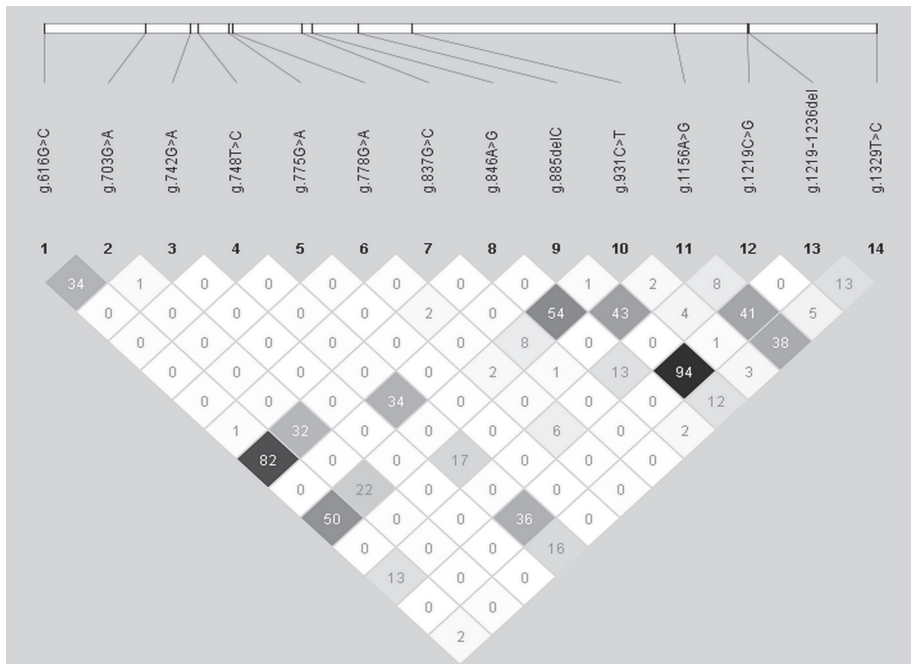 g.616G>C
g.703G>A
g.742G>A
g.748T>C
g.775G>A
g.778G>A
g.837G>C
g.846A>G
g.885delC
g.931C>T
g.1156A>G
g.1219C>G
g.1219-1236del
g.1329T>C
1 2 3 4 5 6 7 8 9 10 11 12 13 14
34 1 0 0 0 0 0 0 1 2 8 0 13
0 0 0 0 0 2 0 54 43 4 41 5
0 0 0 0 0 0 8 0 0 1 38
0 0 0 0 0 2 1 13 94 3
0 0 0 34 0 0 0 0 12
1 32 0 0 0 6 0 2
82 0 0 17 0 0 0
0 22 0 0 0 0
50 0 0 36 0
0 0 0 16
13 0 0
0 0
2